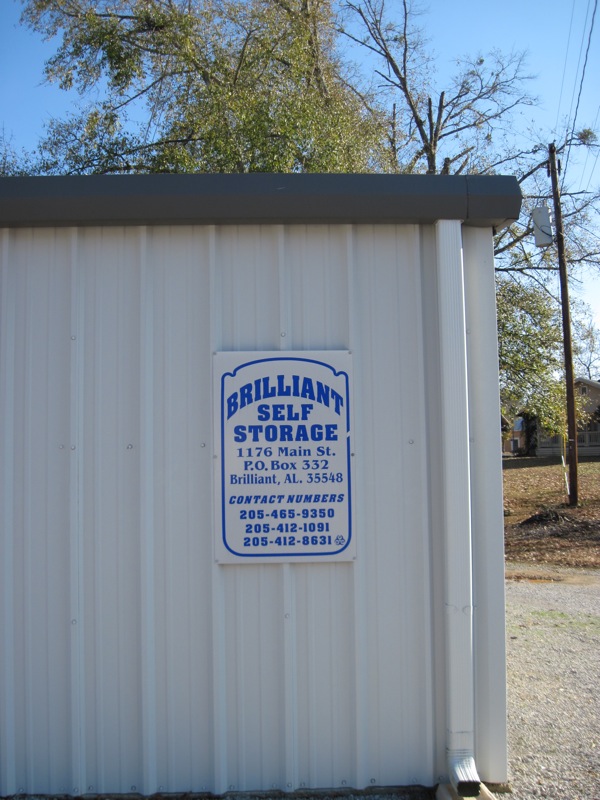 BRILLIANT
SELF
STORAGE
1176 Main St.
P.O. Box 332
Brilliant, AL. 35548
CONTACT NUMBERS
205-465-9350
205-412-1091
205-412-8631